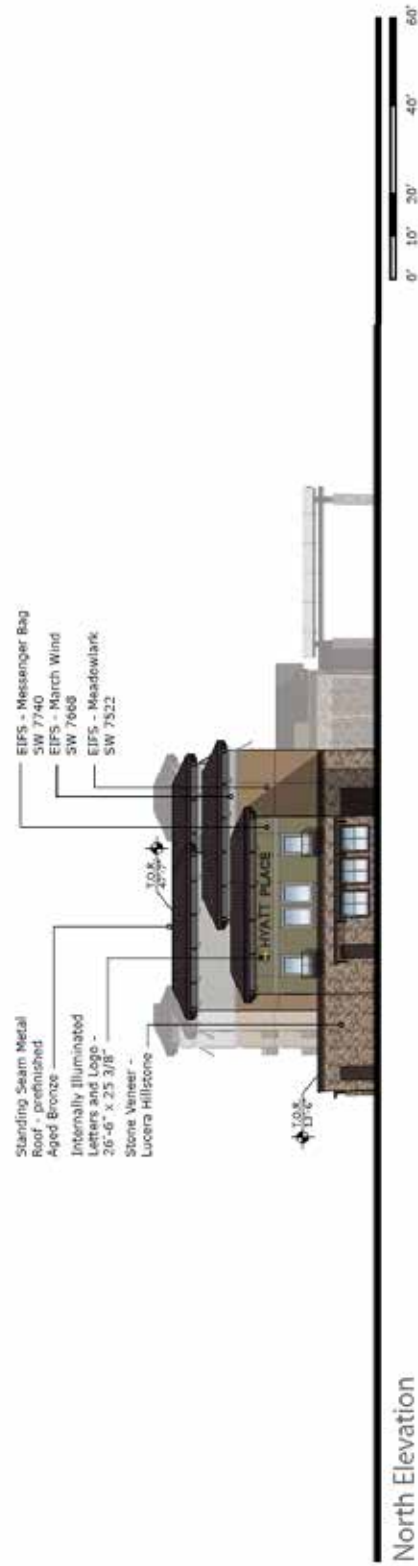 Standing Seam Metal
Roof - prefinished
Aged Bronze
Internally Illuminated
Letters and Logo -
26'-6" x 25 3/8"
Stone Veneer -
Lucera Hillstone
T.O.R.
T.O.R.
EIFS - Messenger Bag
SW 7740
EIFS - March Wind
SW 7668
EIFS - Meadowlark
SW 7522
HYATT PLACE
North Elevation
0' 10' 20' 40' 60'